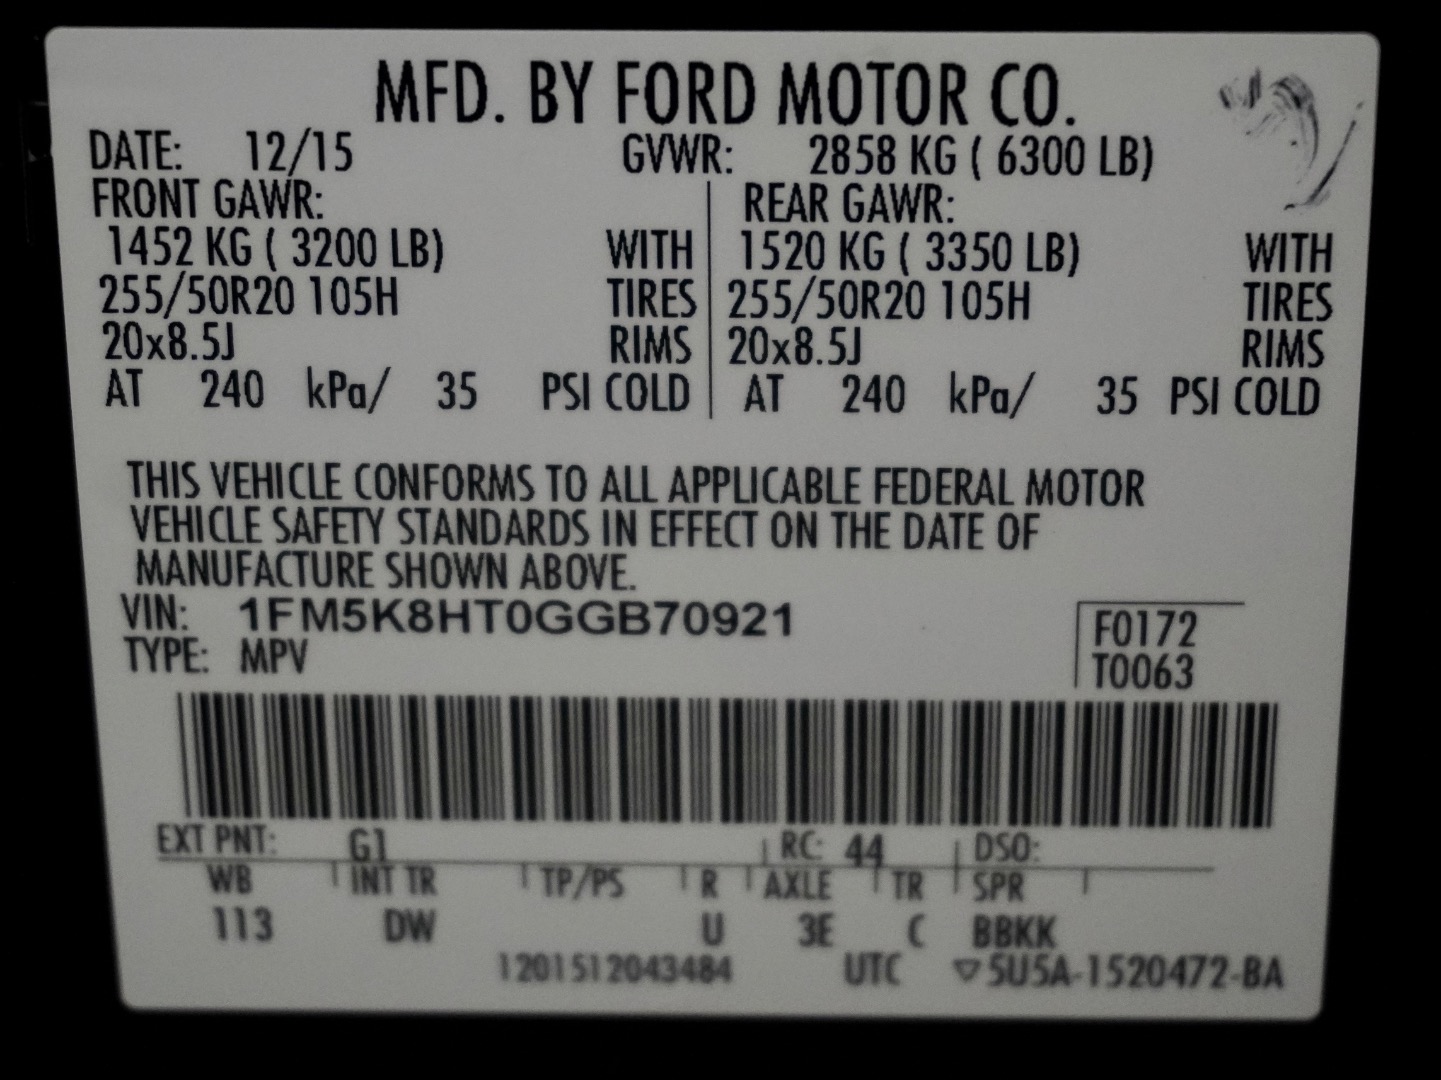 MFD. BY FORD MOTOR CO.
DATE: 12/15 GVWR: 2858 KG ( 6300 LB)
FRONT GAWR: REAR GAWR:
1452 KG ( 3200 LB) WITH 1520 KG ( 3350 LB) WITH
255/50R20 105H TIRES 255/50R20 105H TIRES
20x8.5J RIMS 20x8.5J RIMS
AT 240 kPa/ 35 PSI COLD AT 240 kPa/ 35 PSI COLD
THIS VEHICLE CONFORMS TO ALL APPLICABLE FEDERAL MOTOR
VEHICLE SAFETY STANDARDS IN EFFECT ON THE DATE OF
MANUFACTURE SHOWN ABOVE.
VIN: 1FM5K8HT0GGB70921 F0172
TYPE: MPV T0063
EXT PNT: G1 RC: 44 DSO:
WB INT TR TP/PS R AXLE TR SPR
113 DW U 3E C BBKK
1201512043484 UTC ▽5U5A-1520472-BA